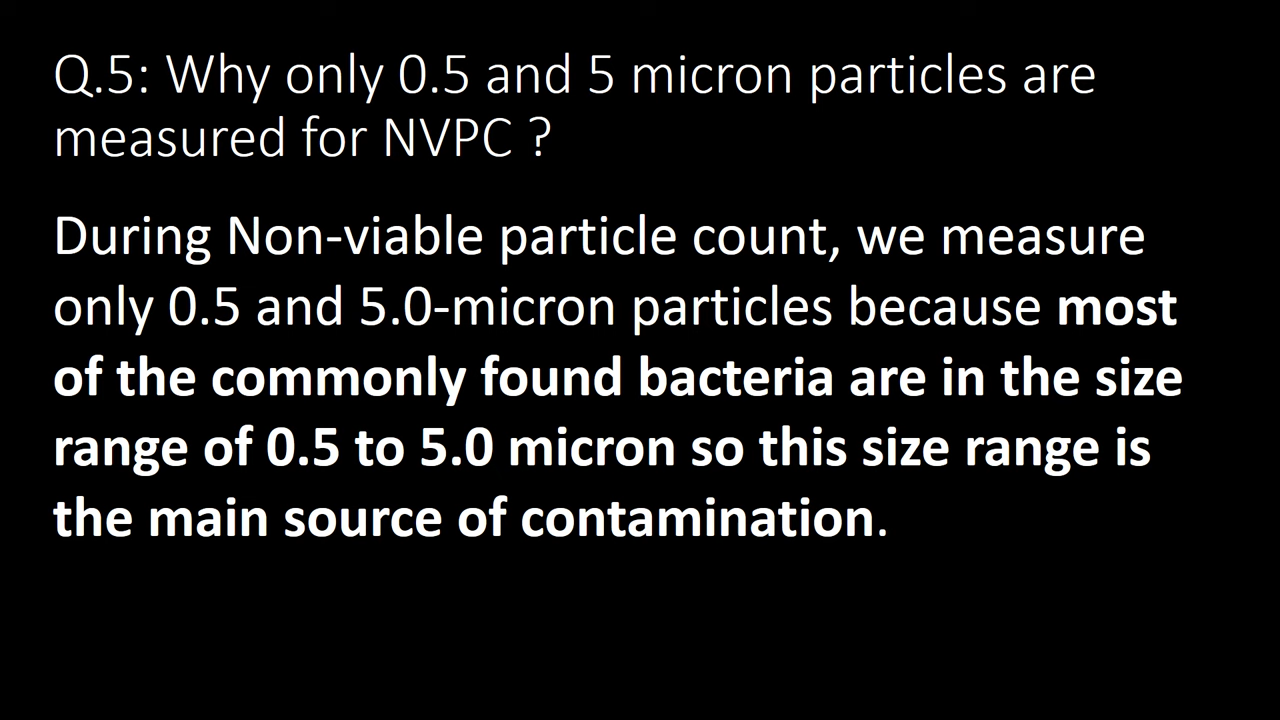 Q.5: Why only 0.5 and 5 micron particles are
measured for NVPC ?
During Non-viable particle count, we measure
only 0.5 and 5.0-micron particles because most
of the commonly found bacteria are in the size
range of 0.5 to 5.0 micron so this size range is
the main source of contamination.